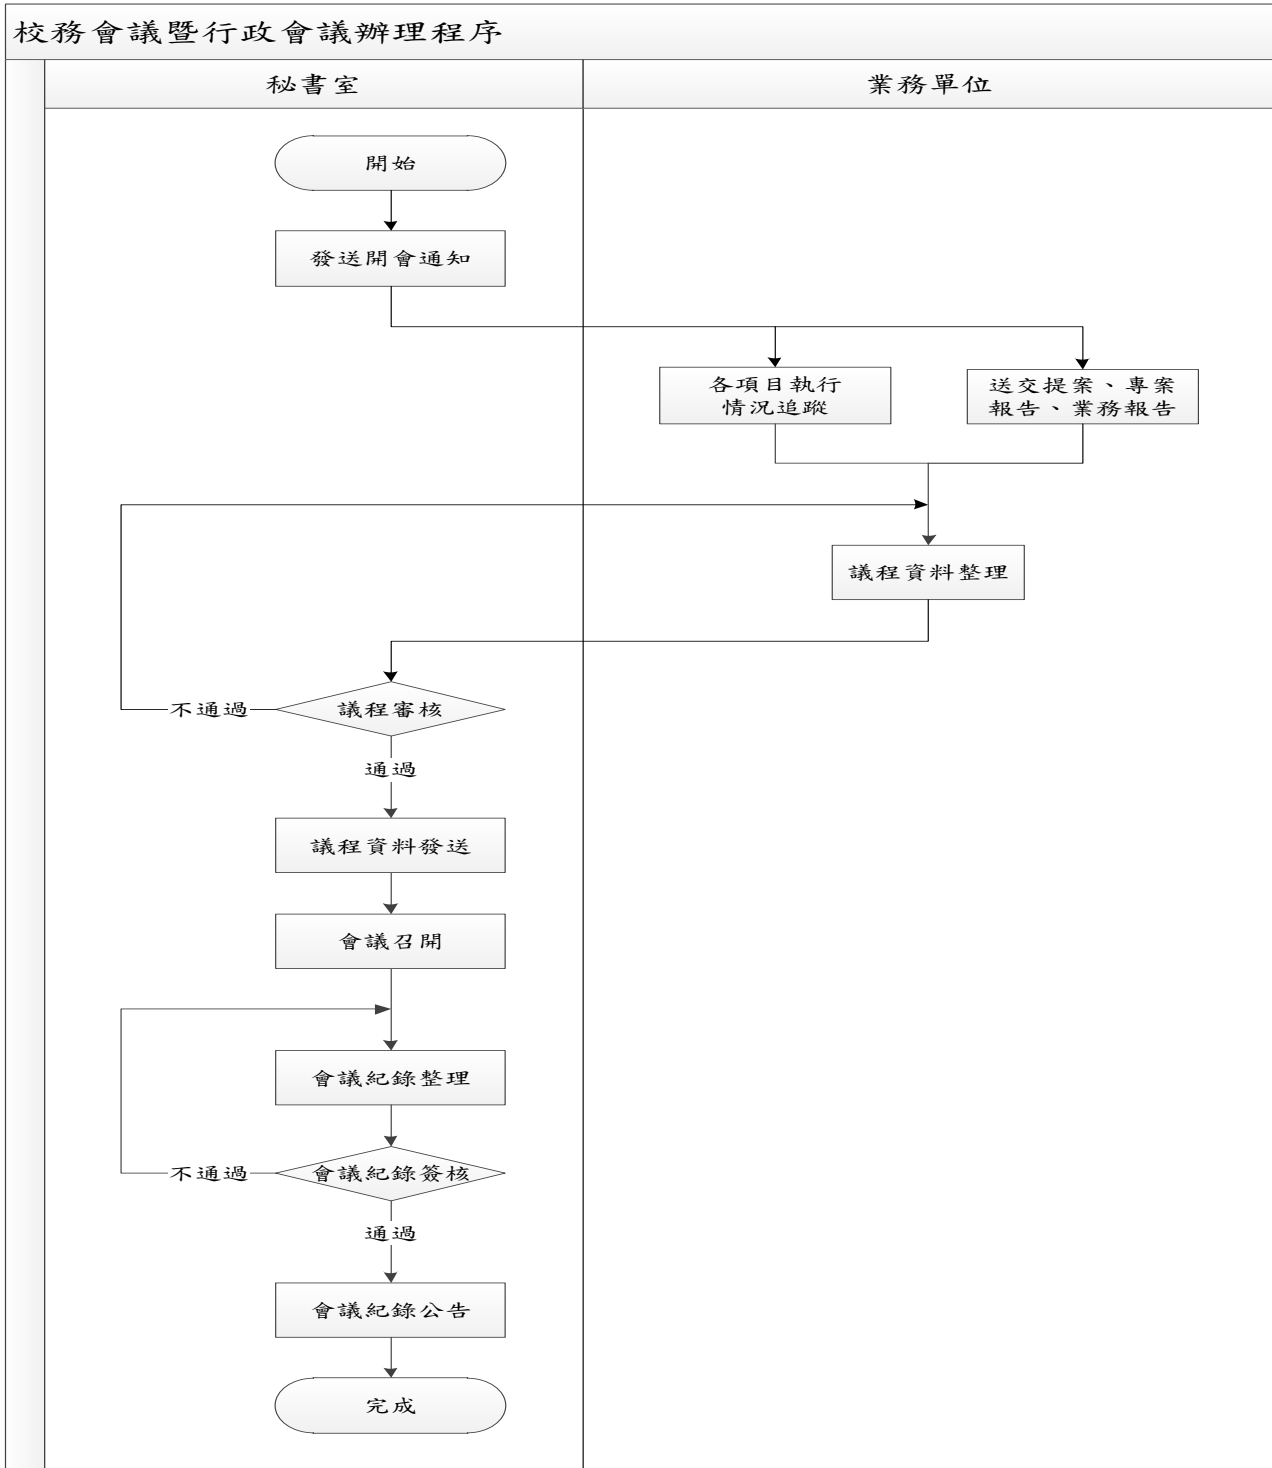 校務會議暨行政會議辦理程序
秘書室
業務單位
開始
發送開會通知
各項目執行
情況追蹤
送交提案、專案
報告、業務報告
議程資料整理
議程審核
不通過
通過
議程資料發送
會議召開
會議紀錄整理
會議紀錄簽核
不通過
通過
會議紀錄公告
完成